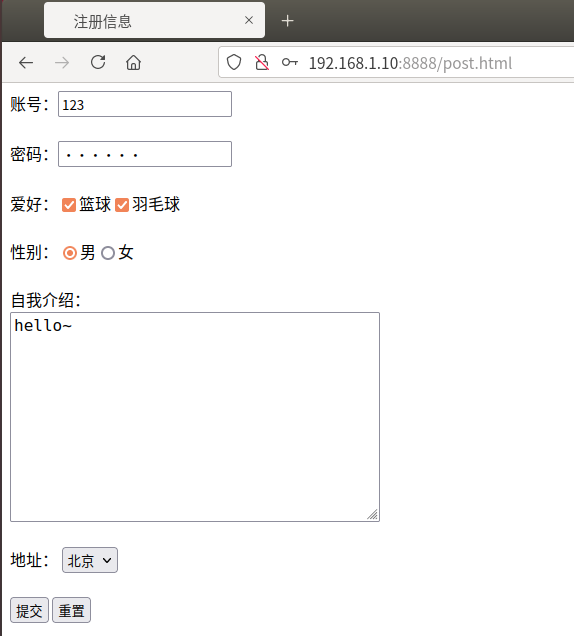 注册信息
192.168.1.10:8888/post.html
账号：123
密码：······
爱好：篮球 羽毛球
性别：男 女
自我介绍：
hello~
地址：北京
提交 重置